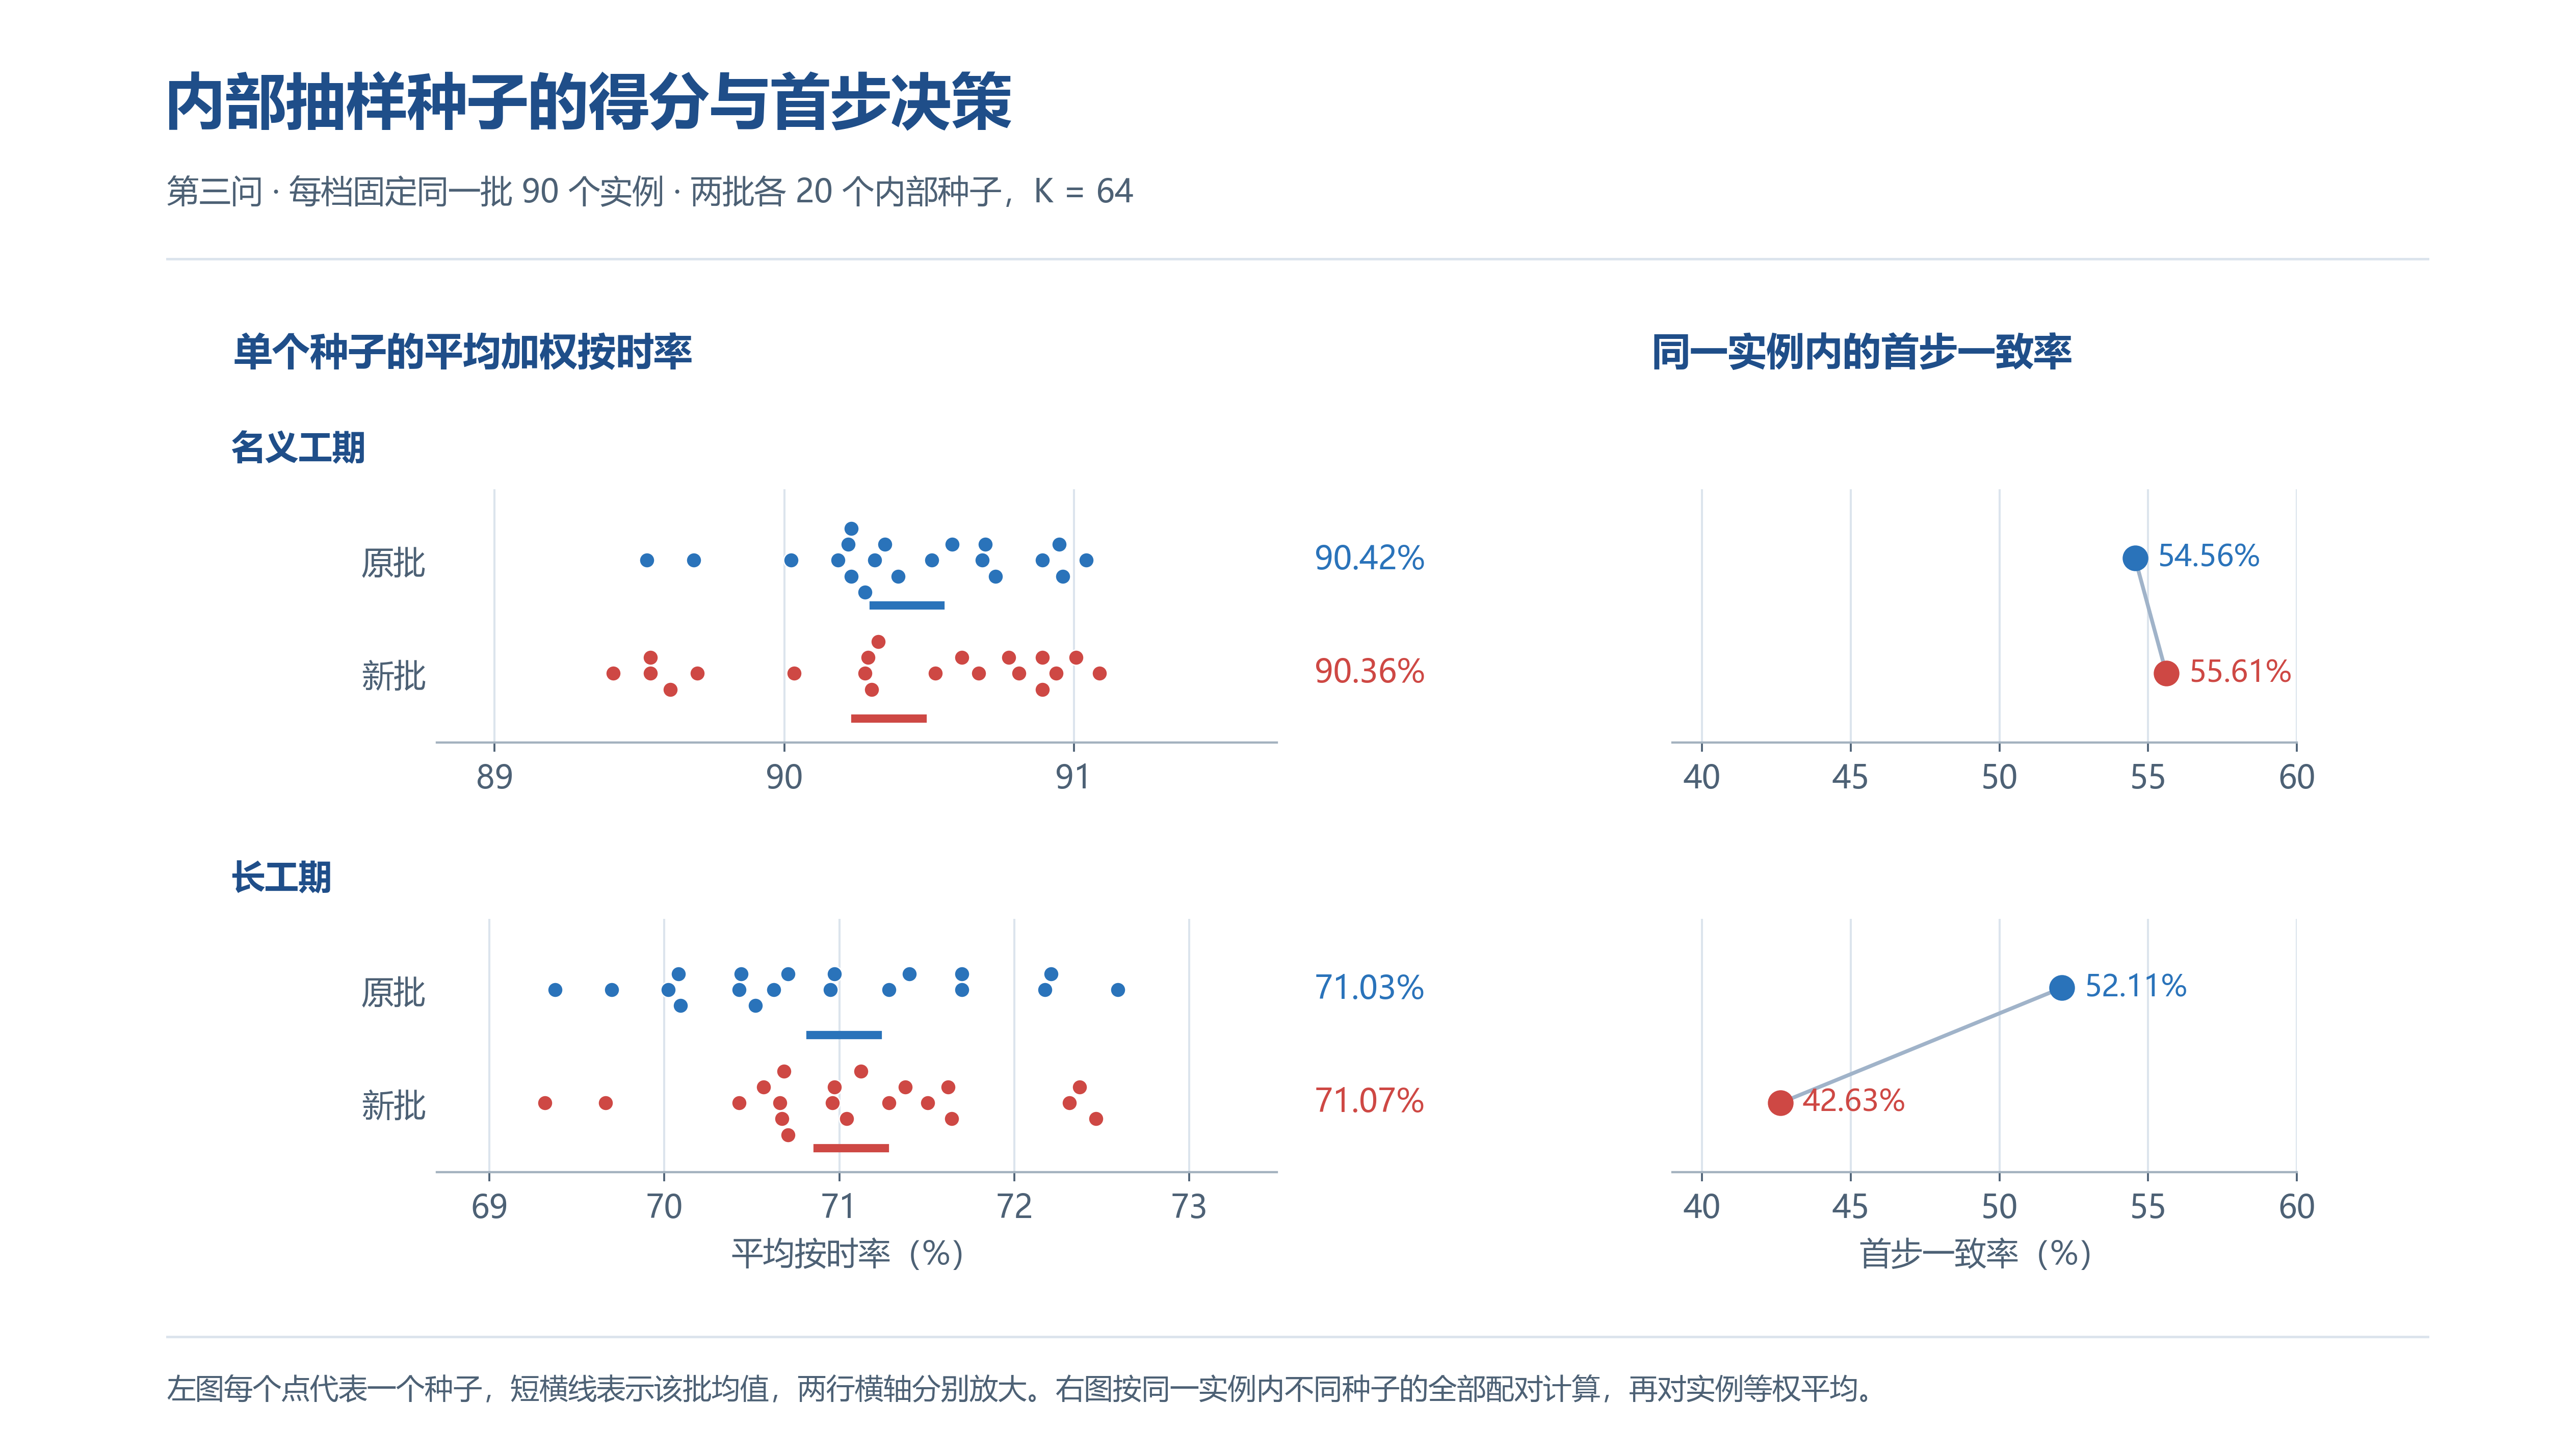 内部抽样种子的得分与首步决策
第三问 · 每档固定同一批 90 个实例 · 两批各 20 个内部种子，K = 64
单个种子的平均加权按时率
同一实例内的首步一致率
名义工期
原批
90.42%
54.56%
新批
90.36%
55.61%
89 90 91
40 45 50 55 60
长工期
原批
71.03%
52.11%
新批
71.07%
42.63%
69 70 71 72 73
40 45 50 55 60
平均按时率（%）
首步一致率（%）
左图每个点代表一个种子，短横线表示该批均值，两行横轴分别放大。右图按同一实例内不同种子的全部配对计算，再对实例等权平均。